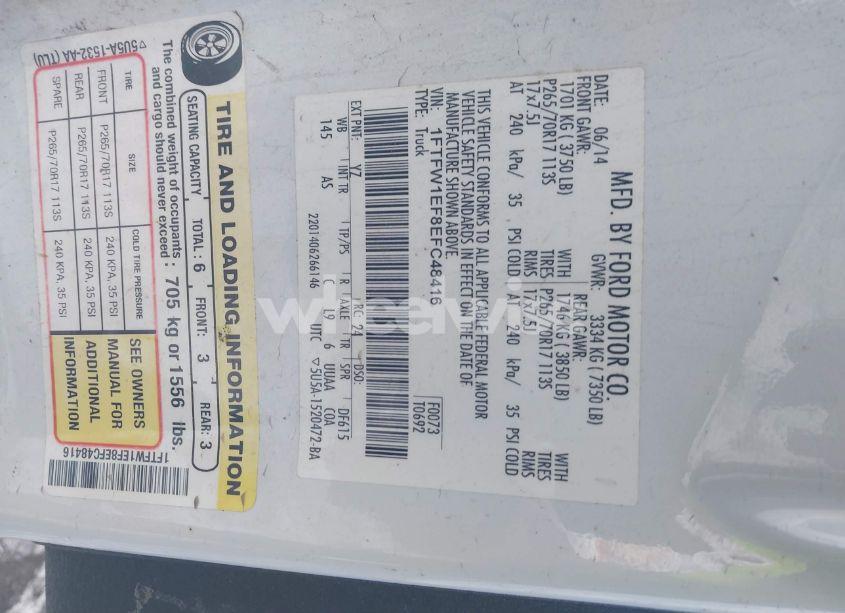 MFD. BY FORD MOTOR CO.
DATE: 06/14 GVWR: 3334 KG ( 7350 LB)
FRONT GAWR: REAR GAWR:
1701 KG ( 3750 LB) WITH 1746 KG ( 3850 LB) WITH
P265/70R17 113S TIRES P265/70R17 113S TIRES
17x7.5J RIMS 17x7.5J RIMS
AT 240 kPa/ 35 PSI COLD AT 240 kPa/ 35 PSI COLD
THIS VEHICLE CONFORMS TO ALL APPLICABLE FEDERAL MOTOR
VEHICLE SAFETY STANDARDS IN EFFECT ON THE DATE OF
MANUFACTURE SHOWN ABOVE.
VIN: 1FTFW1EF8EFC48416
TYPE: Truck
F0073
T0692
EXT PNT: YZ RC: 24 DSO:
WB INT TR TP/PS R AXLE TR SPR DF615
145 AS C L9 6 UUAA COA
2201406266146 UTC ▽5U5A-1520472-BA
TIRE AND LOADING INFORMATION
SEATING CAPACITY TOTAL: 6 FRONT: 3 REAR: 3
The combined weight of occupants and cargo should never exceed: 705 kg or 1556 lbs.
TIRE SIZE COLD TIRE PRESSURE
FRONT P265/70R17 113S 240 KPA, 35 PSI
REAR P265/70R17 113S 240 KPA, 35 PSI
SPARE P265/70R17 113S 240 KPA, 35 PSI
SEE OWNERS
MANUAL FOR
ADDITIONAL
INFORMATION
▷5U5A-1532-AA (TLU)
1FTFW1EF8EFC48416